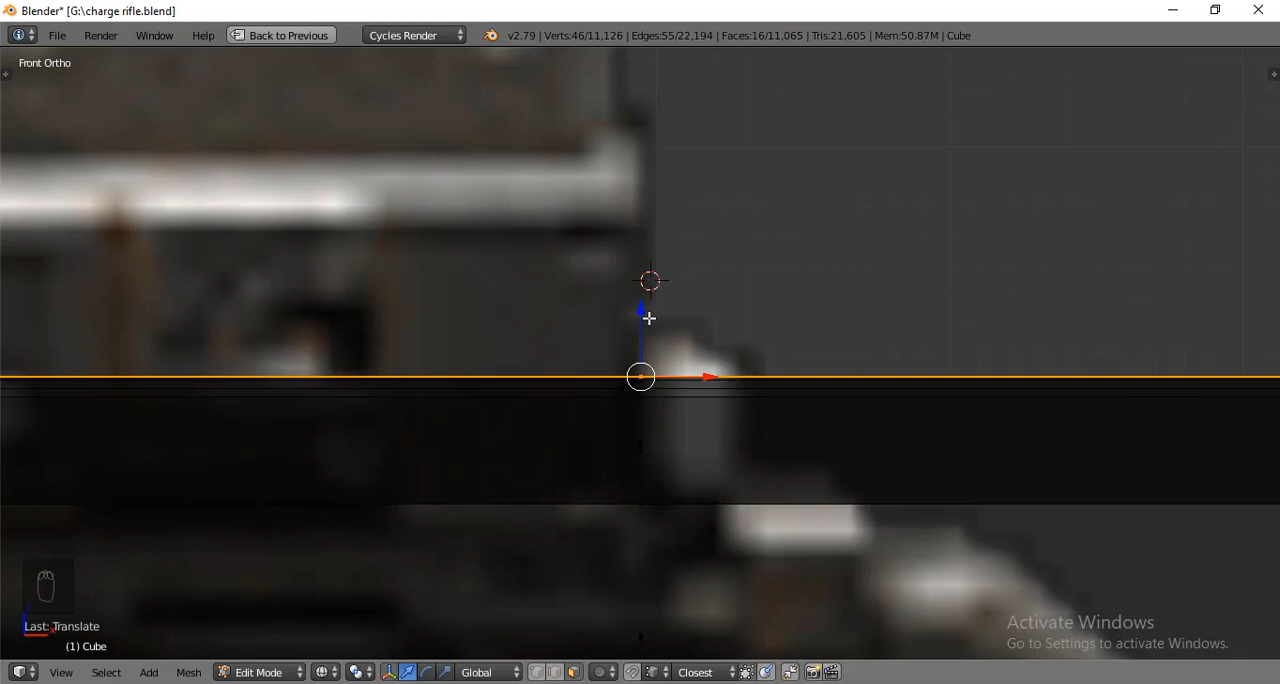 Blender* [G:\charge rifle.blend]
File Render Window Help Back to Previous Cycles Render v2.79 | Verts:46/11,126 | Edges:55/22,194 | Faces:16/11,065 | Tris:21,605 | Mem:50.87M | Cube
Front Ortho
Last: Translate
(1) Cube
Activate Windows
Go to Settings to activate Windows.
View Select Add Mesh Edit Mode Global Closest